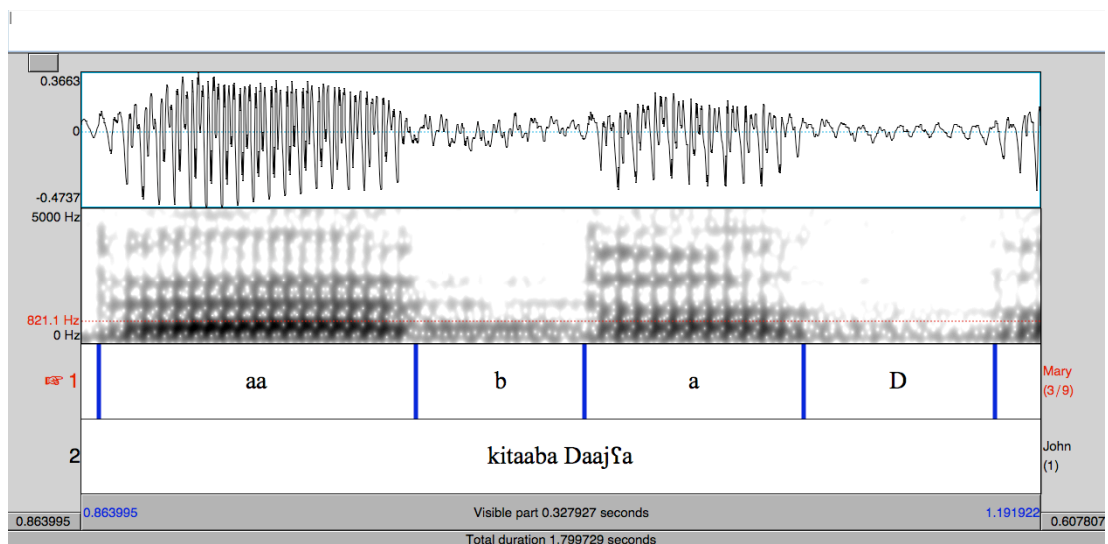 0.3663
0
-0.4737
5000 Hz
821.1 Hz
0 Hz
☞ 1 aa b a D Mary
(3/9)
2 kitaaba Daajʕa John
(1)
0.863995 Visible part 0.327927 seconds 1.191922
0.863995 0.607807
Total duration 1.799729 seconds